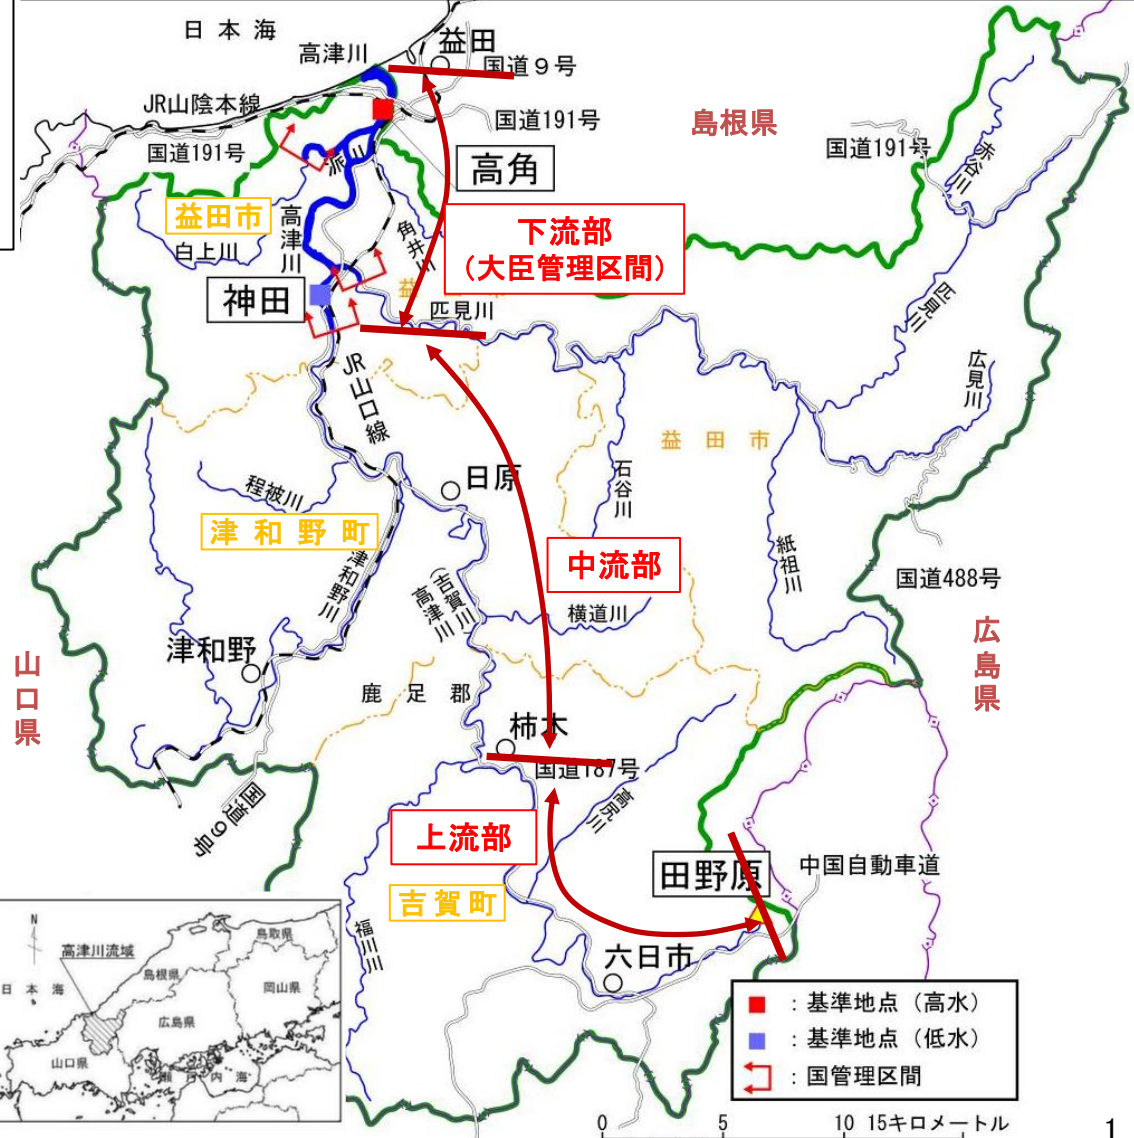 日本海
高津川
益田
国道９号
JR山陰本線
国道191号
国道191号
島根県
国道191号
赤谷川
派川
高角
益田市
白上川
高津川
角井川
下流部
(大臣管理区間)
神田
匹見川
匹見川
広見川
JR山口線
益田市
日原
石谷川
程彼川
津和野町
津和野川
中流部
紙祖川
国道488号
高津川
(吉賀川)
横道川
津和野
山口県
広島県
鹿足郡
柿木
国道187号
高尻川
国道9号
上流部
田野原
中国自動車道
吉賀町
福川川
六日市
N
高津川流域
鳥取県
島根県
日本海
岡山県
広島県
山口県
瀬戸内海
：基準地点（高水）
：基準地点（低水）
：国管理区間
0 5 10 15キロメートル
1